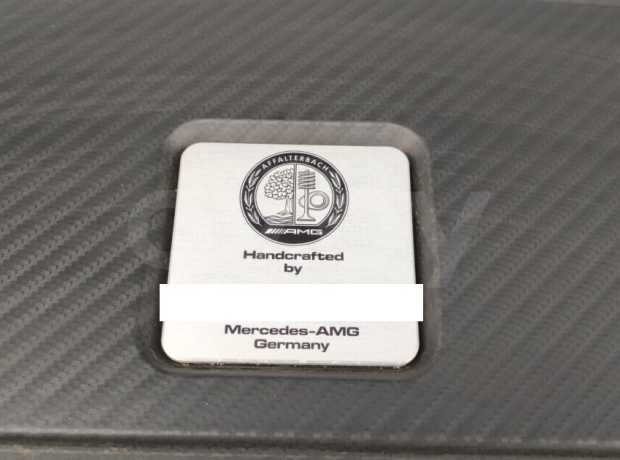 AFFALTERBACH
AMG
Handcrafted
by
Mercedes-AMG
Germany